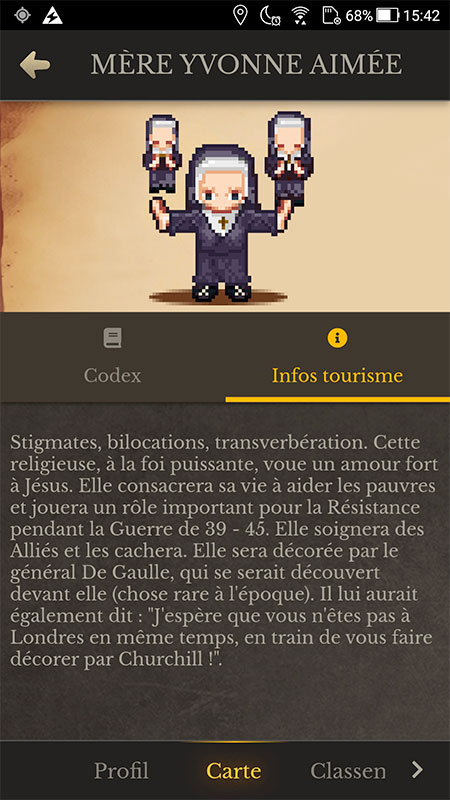 68% 15:42
MÈRE YVONNE AIMÉE
Codex
Infos tourisme
Stigmates, bilocations, transverbération. Cette
religieuse, à la foi puissante, voue un amour fort
à Jésus. Elle consacrera sa vie à aider les pauvres
et jouera un rôle important pour la Résistance
pendant la Guerre de 39 - 45. Elle soignera des
Alliés et les cachera. Elle sera décorée par le
général De Gaulle, qui se serait découvert
devant elle (chose rare à l'époque). Il lui aurait
également dit : "J'espère que vous n'êtes pas à
Londres en même temps, en train de vous faire
décorer par Churchill !".
Profil Carte Classen